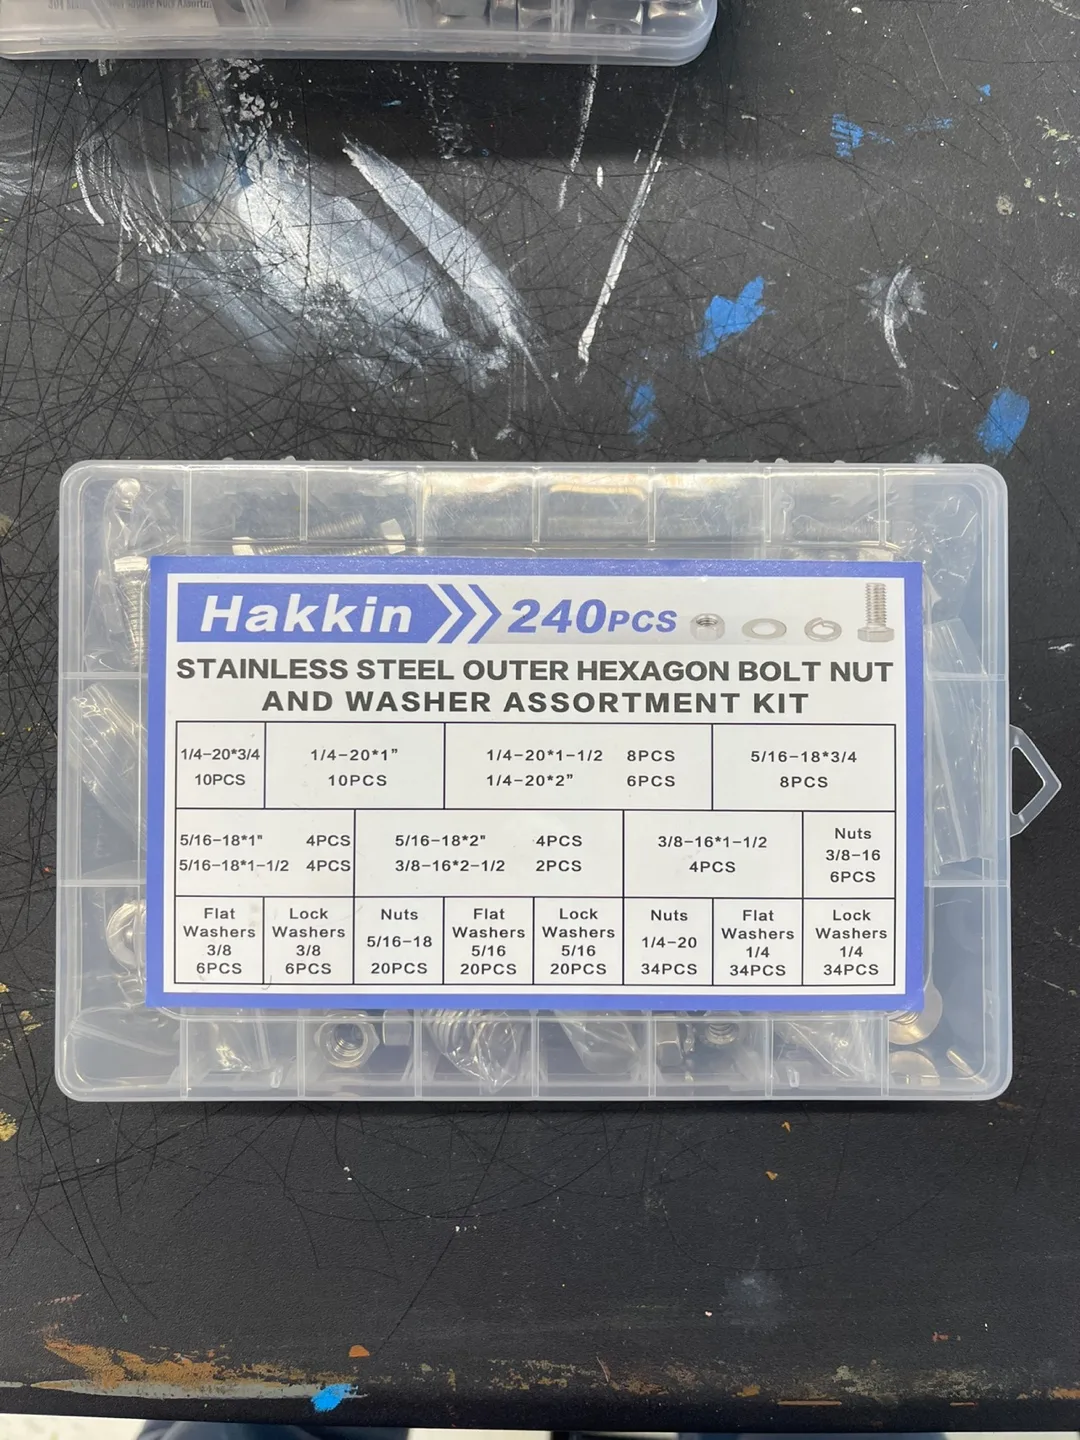 Hakkin 240PCS
STAINLESS STEEL OUTER HEXAGON BOLT NUT
AND WASHER ASSORTMENT KIT
1/4-20*3/4
10PCS
1/4-20*1"
10PCS
1/4-20*1-1/2 8PCS
1/4-20*2" 6PCS
5/16-18*3/4
8PCS
5/16-18*1" 4PCS
5/16-18*1-1/2 4PCS
5/16-18*2" 4PCS
3/8-16*2-1/2 2PCS
3/8-16*1-1/2
4PCS
Nuts
3/8-16
6PCS
Flat
Washers
3/8
6PCS
Lock
Washers
3/8
6PCS
Nuts
5/16-18
20PCS
Flat
Washers
5/16
20PCS
Lock
Washers
5/16
20PCS
Nuts
1/4-20
34PCS
Flat
Washers
1/4
34PCS
Lock
Washers
1/4
34PCS